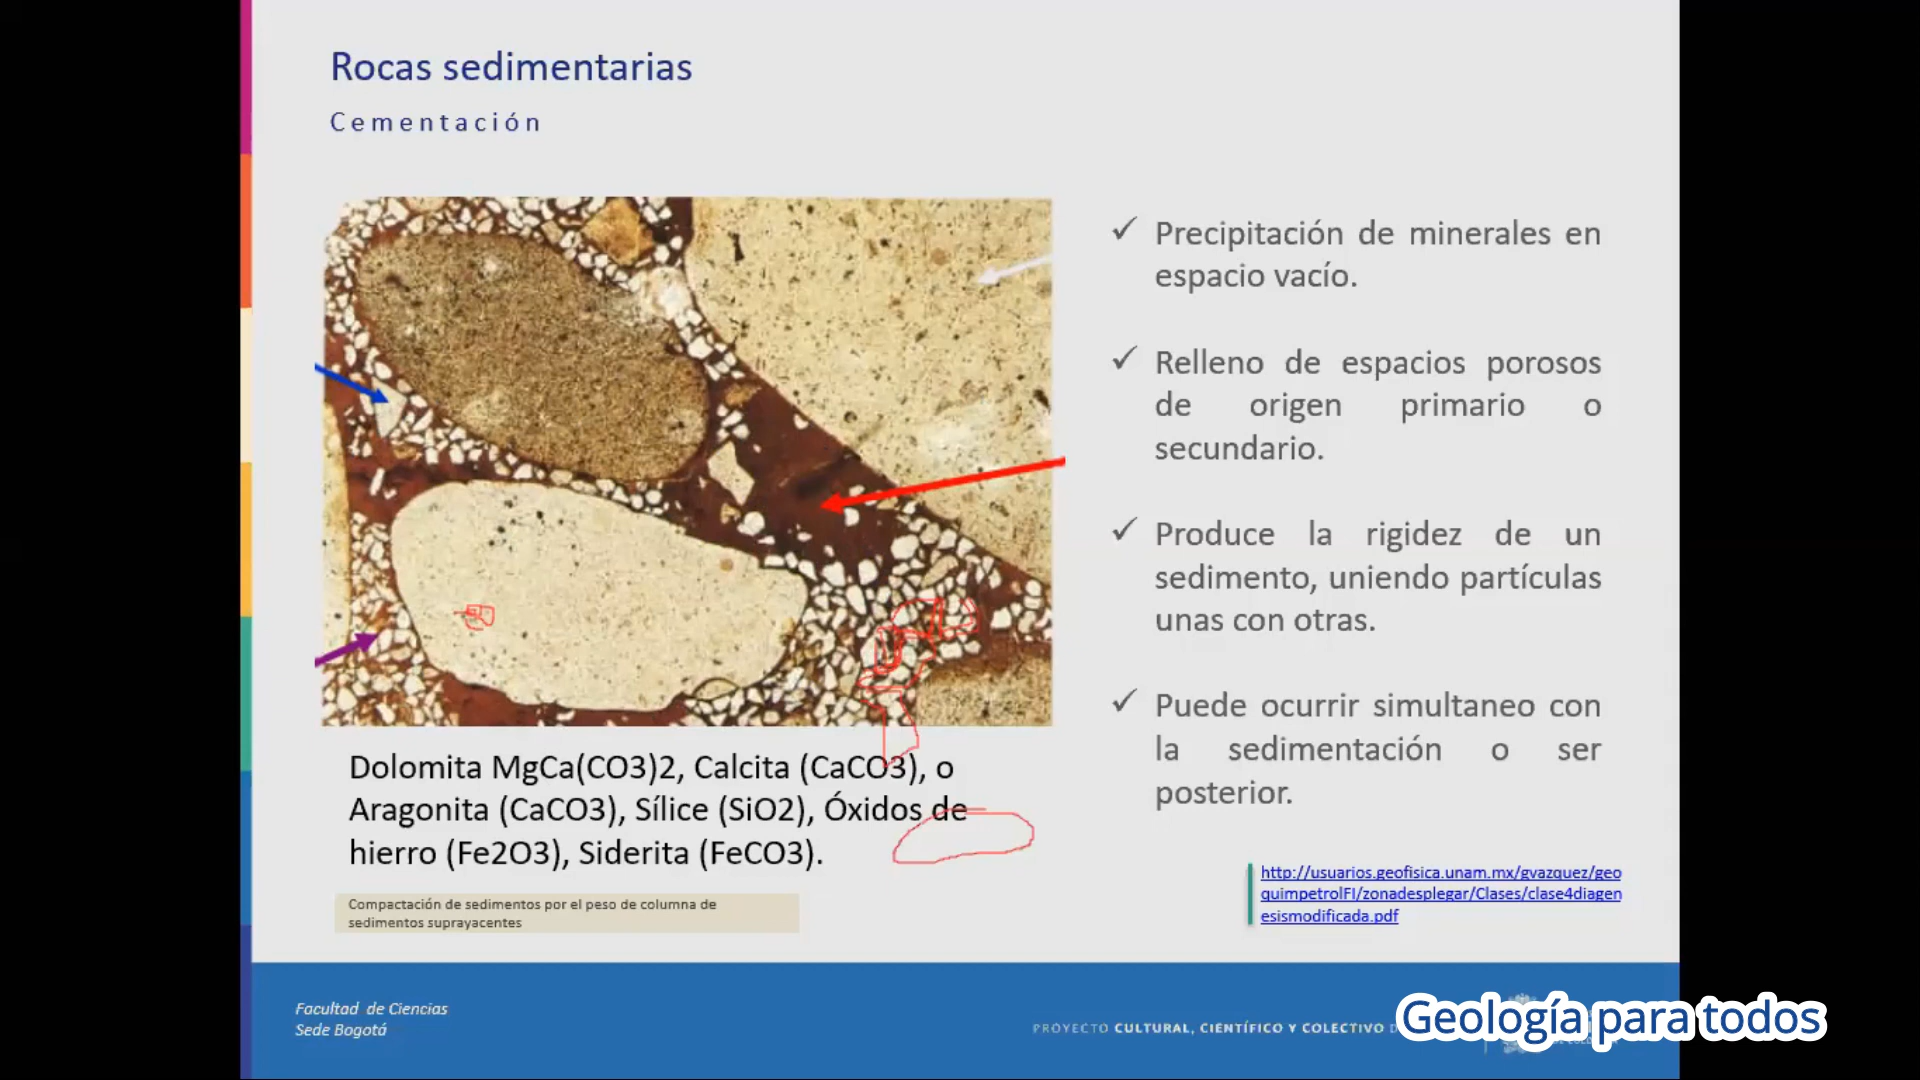 Rocas sedimentarias
Cementación
Precipitación de minerales en
espacio vacío.
Relleno de espacios porosos
de origen primario o
secundario.
Produce la rigidez de un
sedimento, uniendo partículas
unas con otras.
Puede ocurrir simultaneo con
la sedimentación o ser
posterior.
Dolomita MgCa(CO3)2, Calcita (CaCO3), o
Aragonita (CaCO3), Sílice (SiO2), Óxidos de
hierro (Fe2O3), Siderita (FeCO3).
Compactación de sedimentos por el peso de columna de
sedimentos suprayacentes
http://usuarios.geofisica.unam.mx/gvazquez/geo
quimpetrolFI/zonadesplegar/Clases/clase4diagen
esismodificada.pdf
Facultad de Ciencias
Sede Bogotá
PROYECTO CULTURAL, CIENTÍFICO Y COLECTIVO
Geología para todos